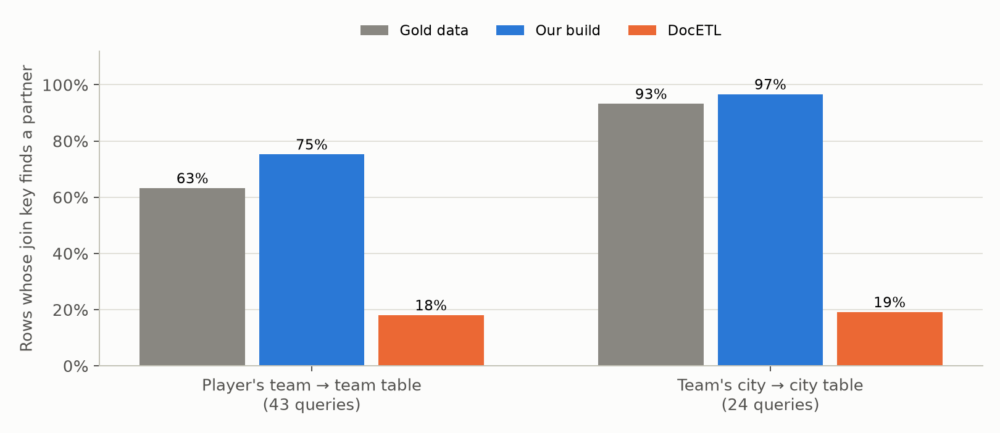 Gold data
Our build
DocETL
Rows whose join key finds a partner
100%
80%
60%
40%
20%
0%
63%
75%
18%
93%
97%
19%
Player's team → team table
(43 queries)
Team's city → city table
(24 queries)